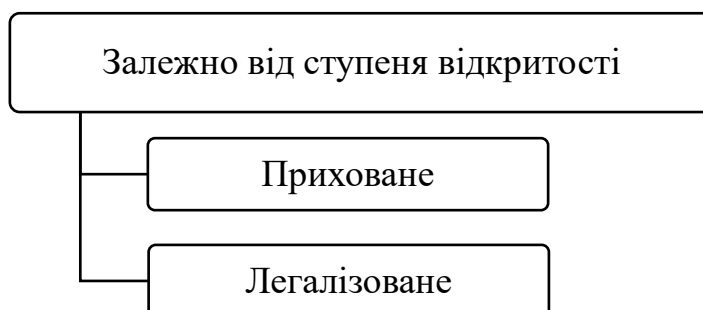 Залежно від ступеня відкритості
Приховане
Легалізоване